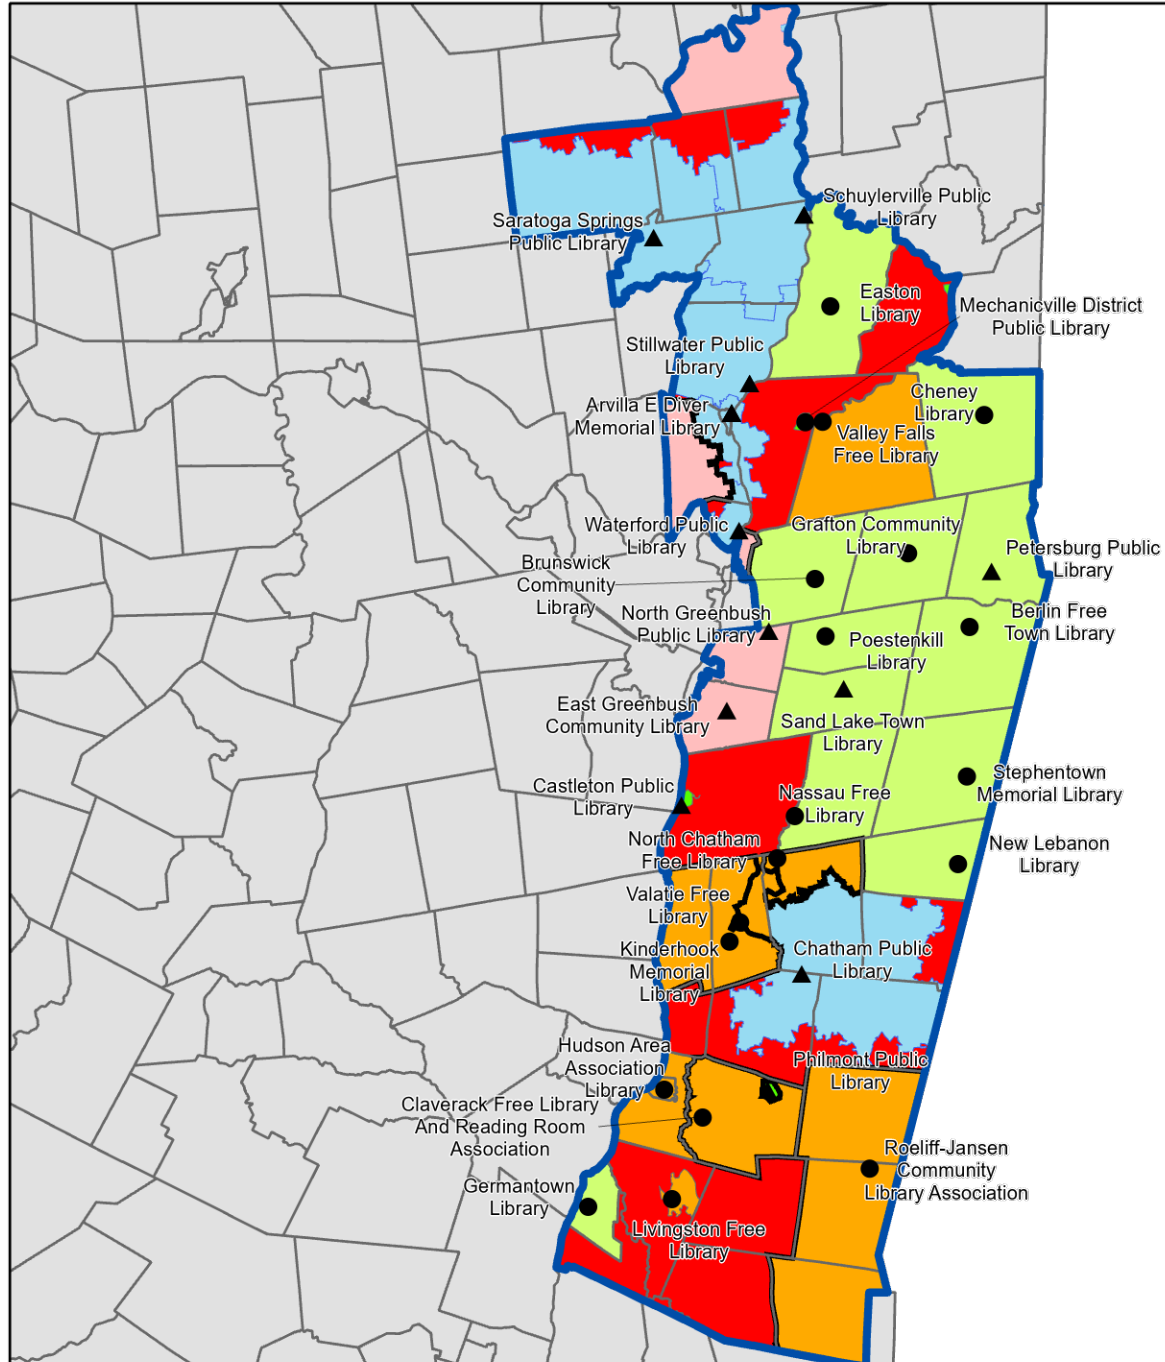 Schuylerville Public
Library
Saratoga Springs
Public Library
Easton
Library
Mechanicville District
Public Library
Stillwater Public
Library
Cheney
Library
Arvilla E Diver
Memorial Library
Valley Falls
Free Library
Waterford Public
Library
Grafton Community
Library
Petersburg Public
Library
Brunswick
Community
Library
North Greenbush
Public Library
Berlin Free
Town Library
Poestenkill
Library
East Greenbush
Community Library
Sand Lake Town
Library
Castleton Public
Library
Nassau Free
Library
Stephentown
Memorial Library
North Chatham
Free Library
New Lebanon
Library
Valatie Free
Library
Kinderhook
Memorial
Library
Chatham Public
Library
Hudson Area
Association
Library
Philmont Public
Library
Claverack Free Library
And Reading Room
Association
Roeliff-Jansen
Community
Library Association
Germantown
Library
Livingston Free
Library